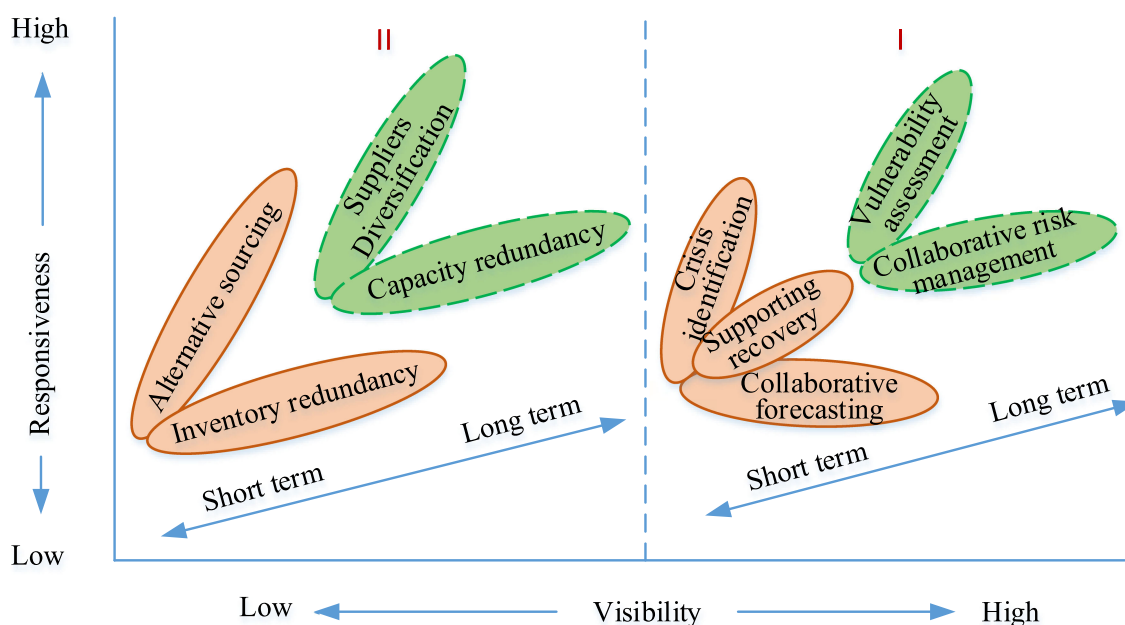 High
II
I
Suppliers
Diversification
Vulnerability
assessment
Alternative sourcing
Capacity redundancy
Crisis
identification
Collaborative risk
management
Supporting
recovery
Inventory redundancy
Collaborative
forecasting
Responsiveness
Short term
Long term
Short term
Long term
Low
Low
Visibility
High